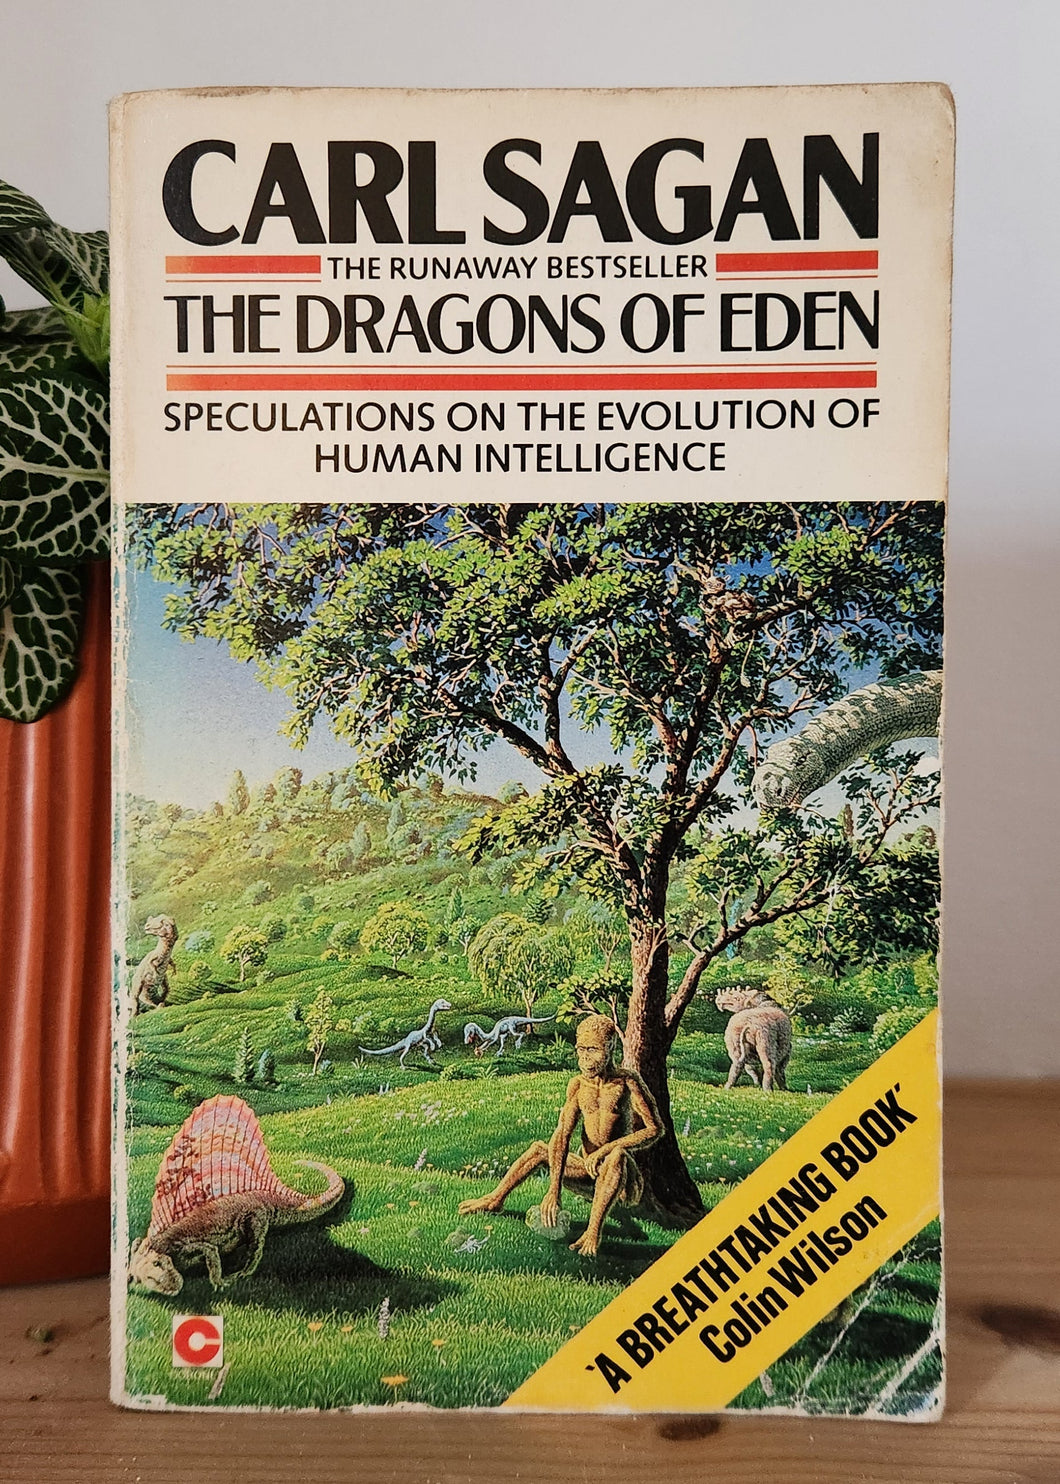 CARL SAGAN
THE RUNAWAY BESTSELLER
THE DRAGONS OF EDEN
SPECULATIONS ON THE EVOLUTION OF
HUMAN INTELLIGENCE
'A BREATHTAKING BOOK'
Colin Wilson
C